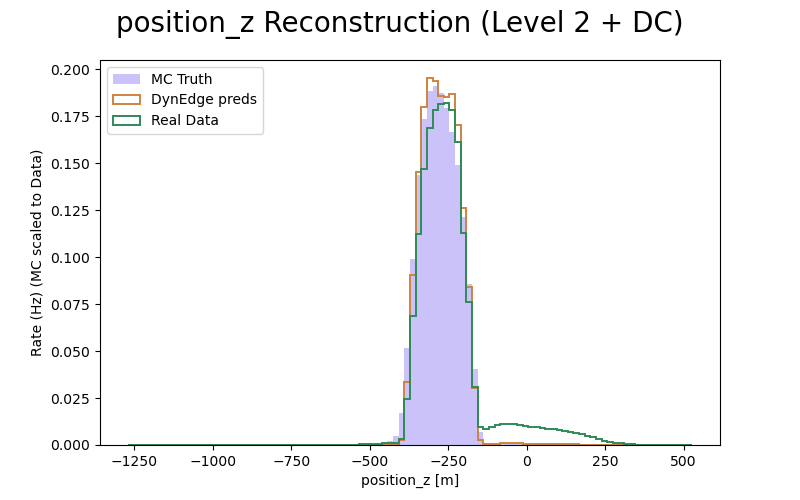 position_z Reconstruction (Level 2 + DC)
MC Truth
DynEdge preds
Real Data
Rate (Hz) (MC scaled to Data)
0.200
0.175
0.150
0.125
0.100
0.075
0.050
0.025
0.000
−1250 −1000 −750 −500 −250 0 250 500
position_z [m]